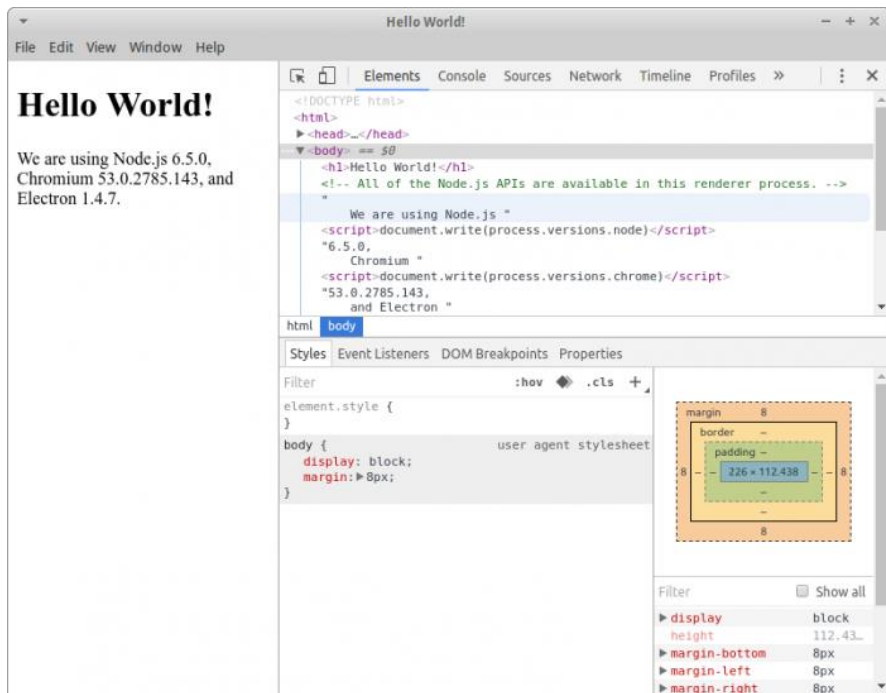 Hello World!
File Edit View Window Help
Hello World!
We are using Node.js 6.5.0,
Chromium 53.0.2785.143, and
Electron 1.4.7.
Elements Console Sources Network Timeline Profiles »
<!DOCTYPE html>
<html>
▶<head>…</head>
▼<body> == $0
<h1>Hello World!</h1>
<!-- All of the Node.js APIs are available in this renderer process. -->
"
We are using Node.js "
<script>document.write(process.versions.node)</script>
"6.5.0,
Chromium "
<script>document.write(process.versions.chrome)</script>
"53.0.2785.143,
and Electron "
html body
Styles Event Listeners DOM Breakpoints Properties
Filter :hov .cls +
element.style {
}
body { user agent stylesheet
display: block;
margin:▶8px;
}
margin 8
border –
padding –
8 – – 226 × 112.438 – – 8
–
–
8
Filter Show all
▶display block
height 112.43…
▶margin-bottom 8px
▶margin-left 8px
▶margin-right 8px